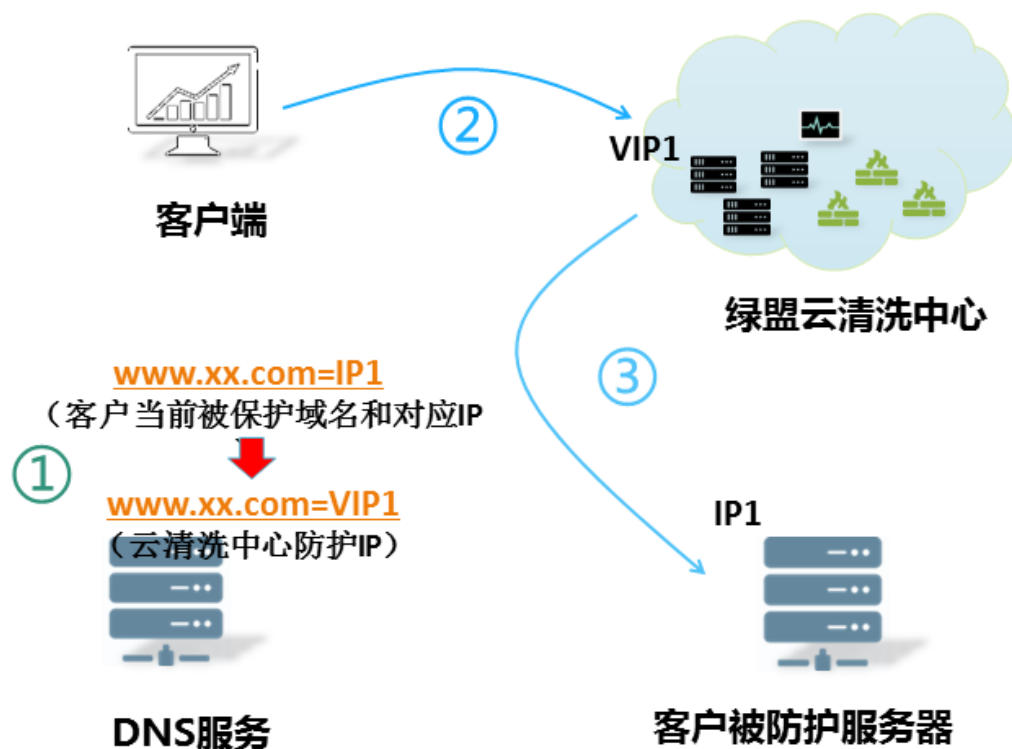 ②
VIP1
客户端
绿盟云清洗中心
③
www.xx.com=IP1
（客户当前被保护域名和对应IP
）
①
www.xx.com=VIP1
（云清洗中心防护IP）
IP1
DNS服务
客户被防护服务器